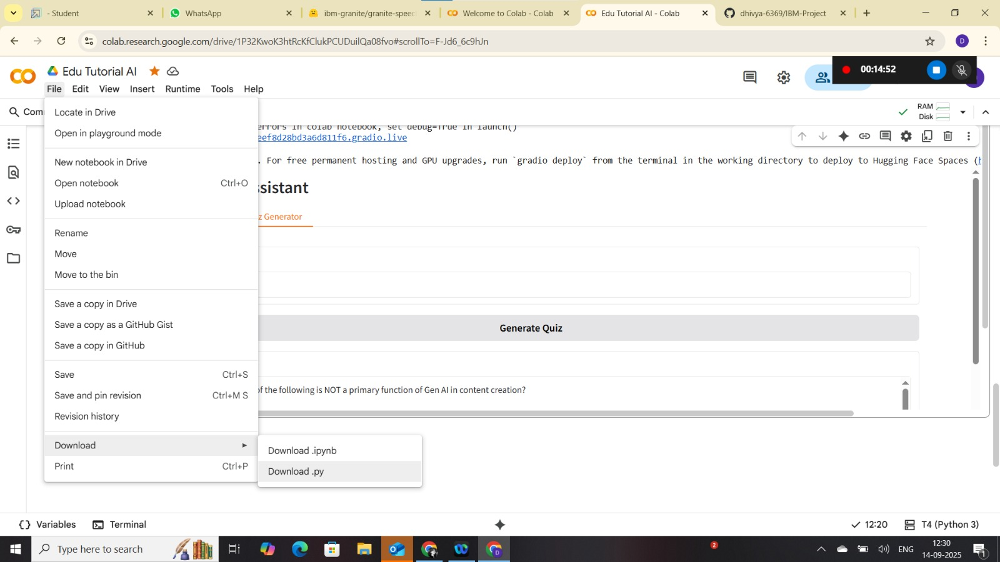 - Student
WhatsApp
ibm-granite/granite-speec
Welcome to Colab - Colab
Edu Tutorial AI - Colab
dhivya-6369/IBM-Project
colab.research.google.com/drive/1P32KwoK3htRcKfClukPCUDuilQa08fvo#scrollTo=F-Jd6_6c9hJn
D
Edu Tutorial AI
00:14:52
File Edit View Insert Runtime Tools Help
Comm
RAM
Disk
Locate in Drive
Open in playground mode
New notebook in Drive
Open notebook Ctrl+O
Upload notebook
Rename
Move
Move to the bin
Save a copy in Drive
Save a copy as a GitHub Gist
Save a copy in GitHub
Save Ctrl+S
Save and pin revision Ctrl+M S
Revision history
Download
Print Ctrl+P
Download .ipynb
Download .py
errors in colab notebook, set debug=True in launch()
eef8d28bd3a6d811f6.gradio.live
. For free permanent hosting and GPU upgrades, run `gradio deploy` from the terminal in the working directory to deploy to Hugging Face Spaces (h
ssistant
z Generator
Generate Quiz
of the following is NOT a primary function of Gen AI in content creation?
Variables
Terminal
12:20
T4 (Python 3)
Type here to search
D
2
ENG
12:30
14-09-2025
1